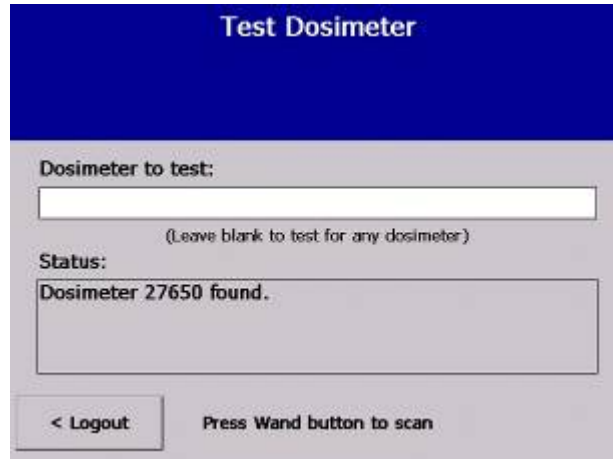 Test Dosimeter
Dosimeter to test:
(Leave blank to test for any dosimeter)
Status:
Dosimeter 27650 found.
< Logout
Press Wand button to scan